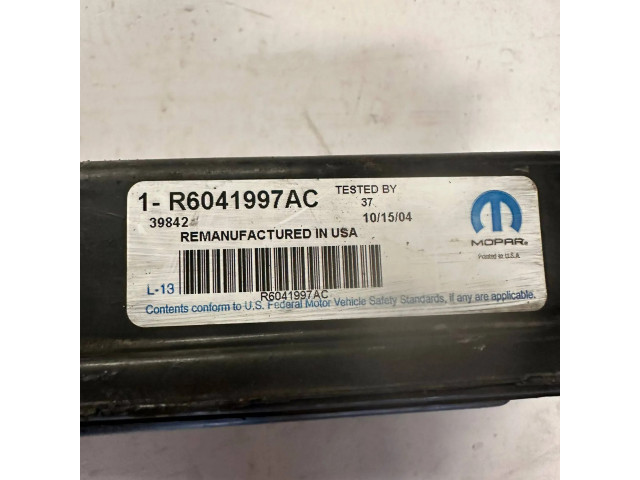 1- R6041997AC
TESTED BY
37
39842
10/15/04
REMANUFACTURED IN USA
MOPAR®
Printed in U.S.A.
L-13
R6041997AC
Contents conform to U.S. Federal Motor Vehicle Safety Standards, if any are applicable.